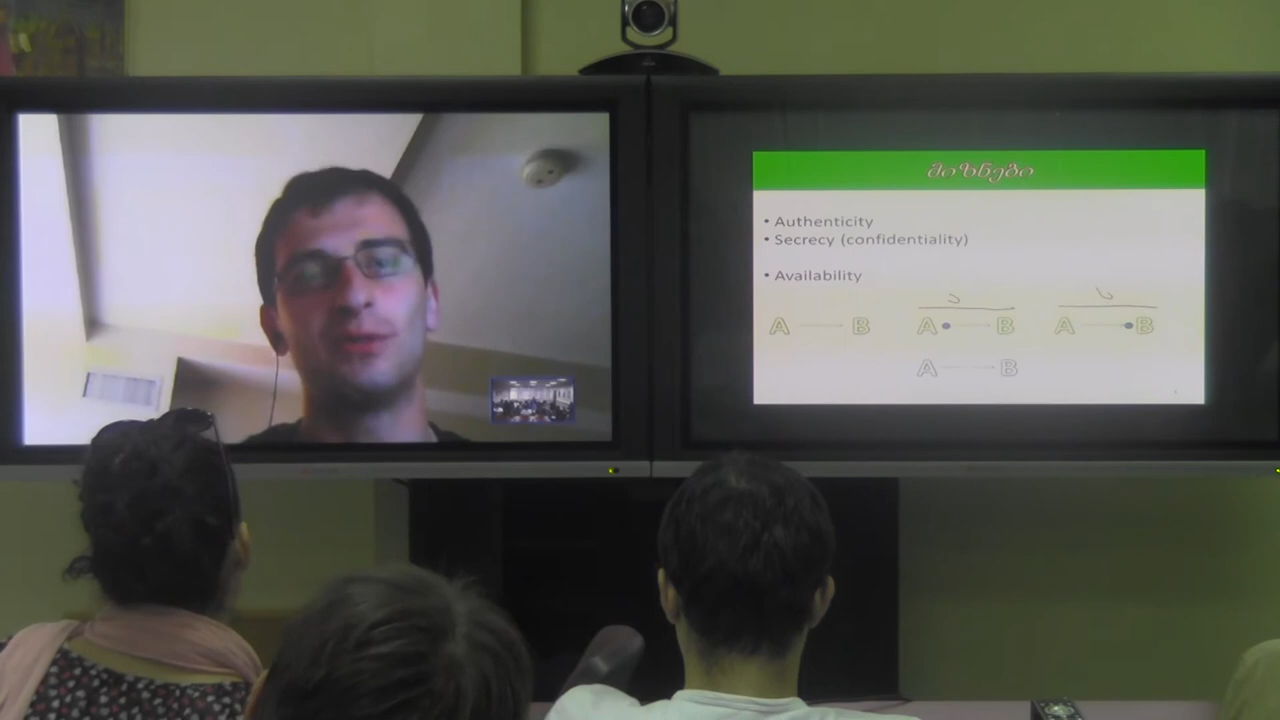 მიზნები
• Authenticity
• Secrecy (confidentiality)
• Availability
A B A B A B
A B